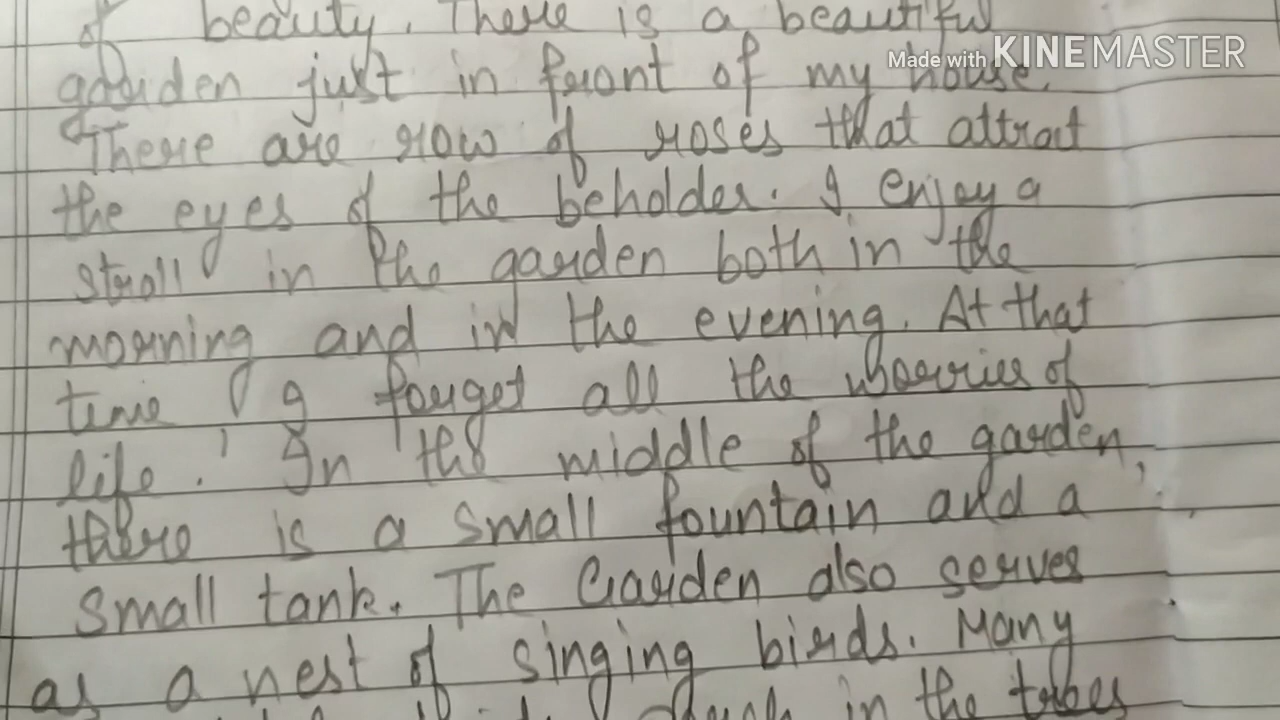 of beauty. There is a beautiful
Made with KINEMASTER
garden just in front of my house.
There are row of roses that attrat
the eyes of the beholder. I enjoy a
stroll in the garden both in the
morning and in the evening. At that
time I forget all the worries of
life. In the middle of the garden,
there is a small fountain and a
small tank. The Garden also serves
as a nest of singing birds. Many
in the trees